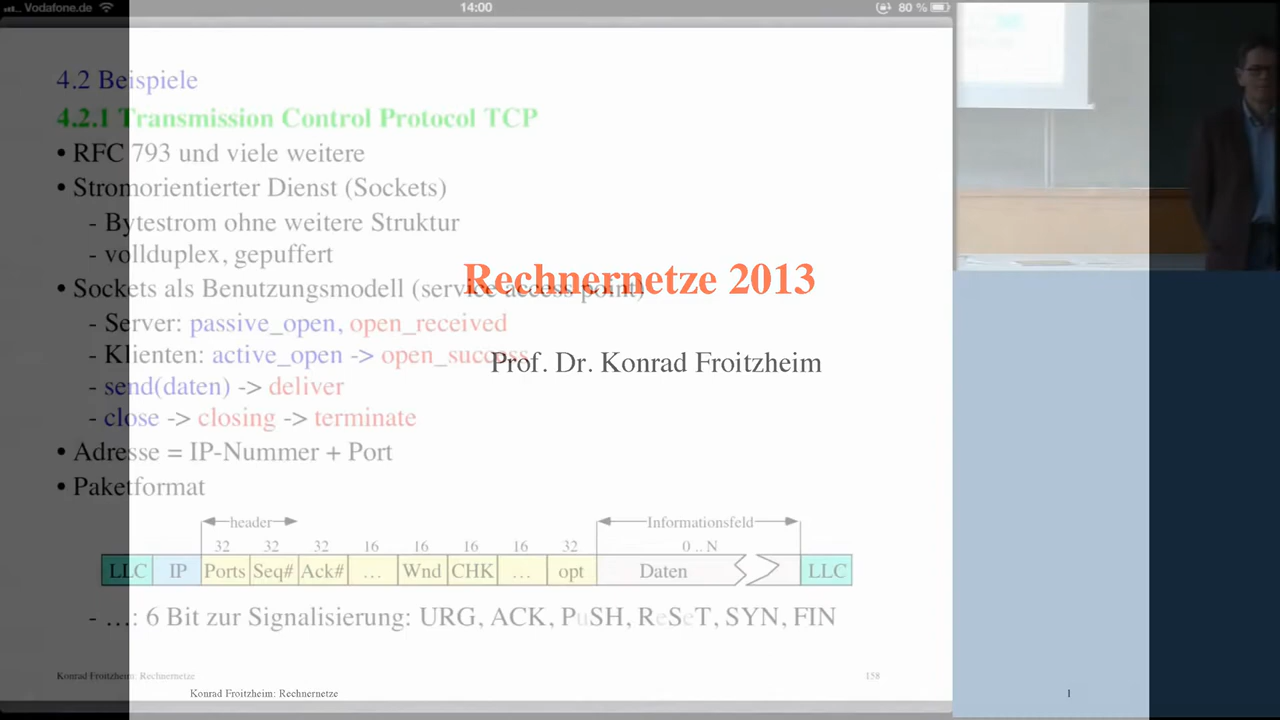 Vodafone.de 14:00 80 %
4.2 Beispiele
4.2.1 Transmission Control Protocol TCP
• RFC 793 und viele weitere
• Stromorientierter Dienst (Sockets)
- Bytestrom ohne weitere Struktur
- vollduplex, gepuffert
Rechnernetze 2013
• Sockets als Benutzungsmodell (service access point)
- Server: passive_open, open_received
- Klienten: active_open -> open_success
Prof. Dr. Konrad Froitzheim
- send(daten) -> deliver
- close -> closing -> terminate
• Adresse = IP-Nummer + Port
• Paketformat
header Informationsfeld
32 32 32 16 16 16 16 32 0 .. N
LLC IP Ports Seq# Ack# … Wnd CHK … opt Daten LLC
- …: 6 Bit zur Signalisierung: URG, ACK, PuSH, ReSeT, SYN, FIN
Konrad Froitzheim: Rechnernetze 158
Konrad Froitzheim: Rechnernetze 1